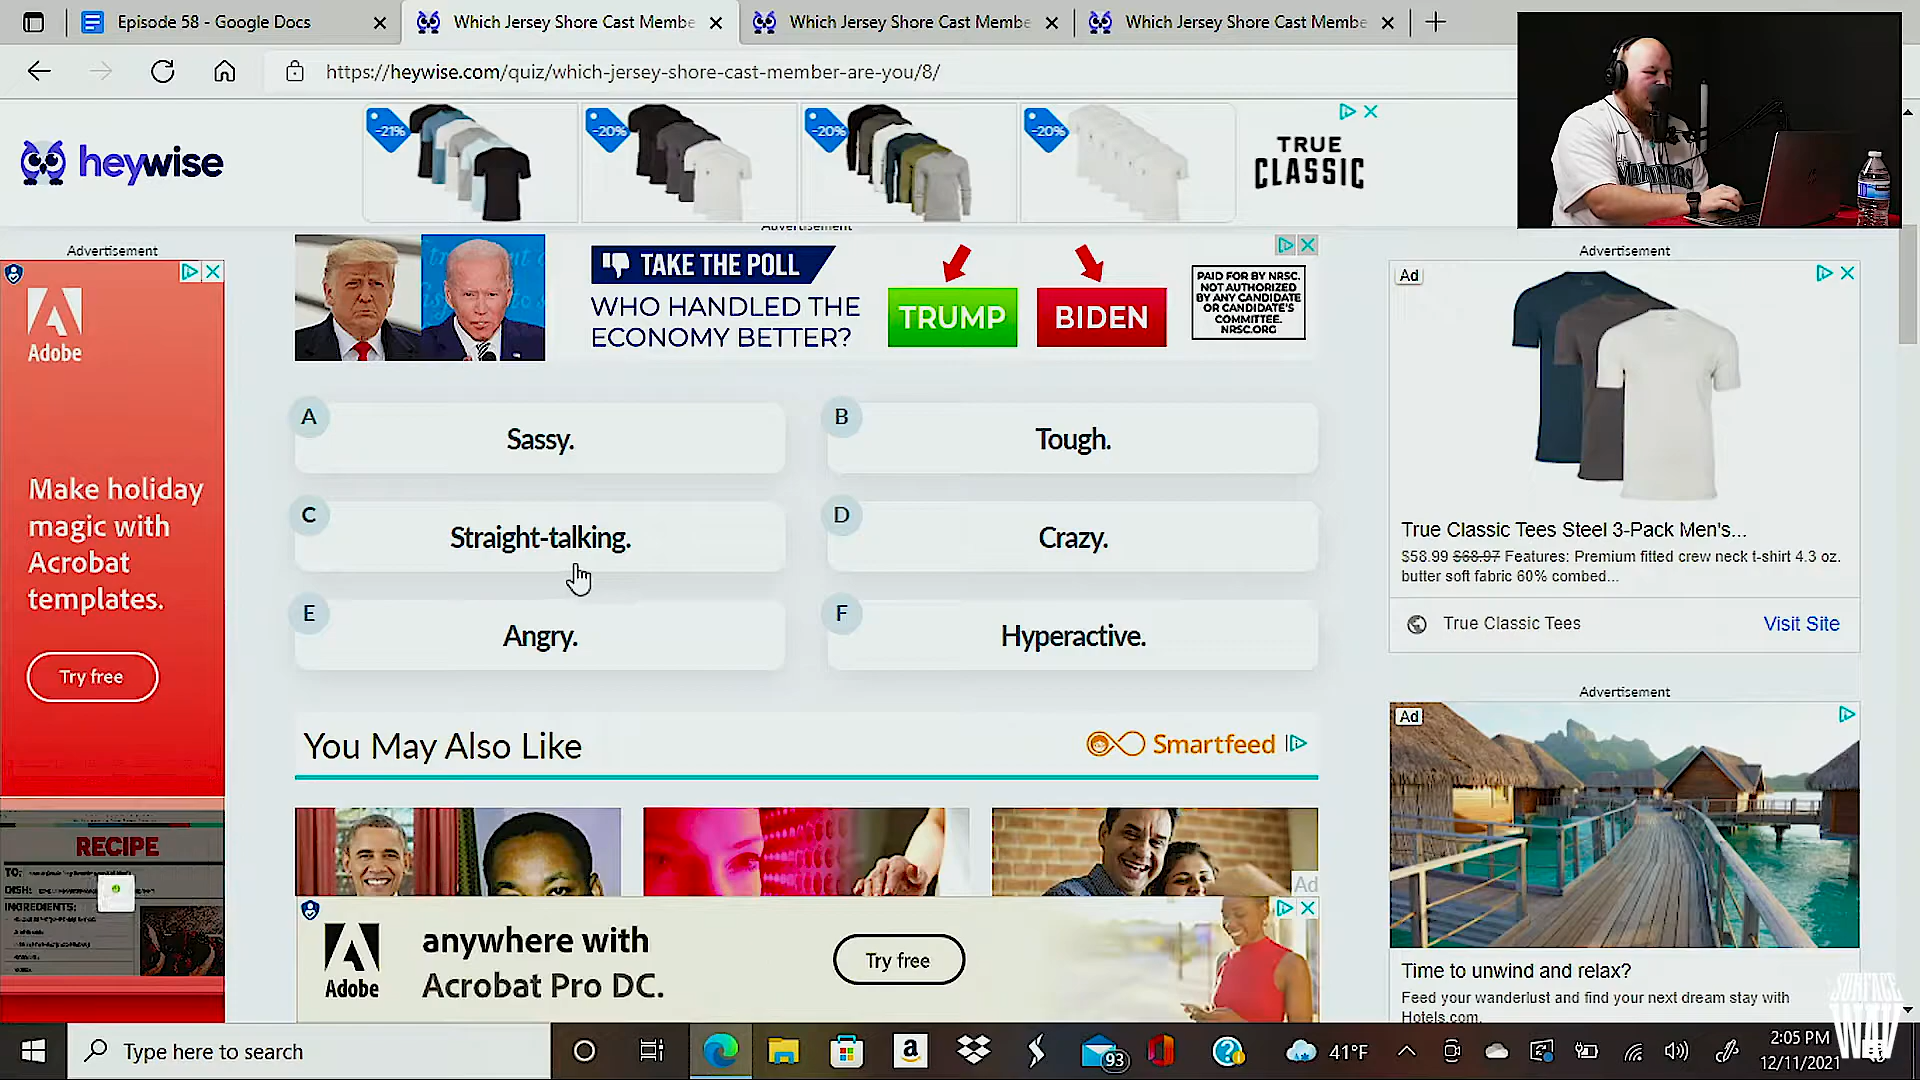 Episode 58 - Google Docs
Which Jersey Shore Cast Membe
Which Jersey Shore Cast Membe
Which Jersey Shore Cast Membe
https://heywise.com/quiz/which-jersey-shore-cast-member-are-you/8/
heywise
-21%
-20%
-20%
-20%
TRUE
CLASSIC
MARINERS
Advertisement
Advertisement
Advertisement
Adobe
Make holiday
magic with
Acrobat
templates.
Try free
RECIPE
TO:
DISH:
INGREDIENTS:
TAKE THE POLL
WHO HANDLED THE
ECONOMY BETTER?
TRUMP
BIDEN
PAID FOR BY NRSC.
NOT AUTHORIZED
BY ANY CANDIDATE
OR CANDIDATE'S
COMMITTEE.
NRSC.ORG
A
Sassy.
B
Tough.
C
Straight-talking.
D
Crazy.
E
Angry.
F
Hyperactive.
You May Also Like
Smartfeed
Ad
Adobe
anywhere with
Acrobat Pro DC.
Try free
Ad
True Classic Tees Steel 3-Pack Men's...
$58.99 $68.97 Features: Premium fitted crew neck t-shirt 4.3 oz.
butter soft fabric 60% combed...
True Classic Tees
Visit Site
Advertisement
Ad
Time to unwind and relax?
Feed your wanderlust and find your next dream stay with
Hotels.com.
SURFACE
WAV
Type here to search
a
93
41°F
2:05 PM
12/11/2021